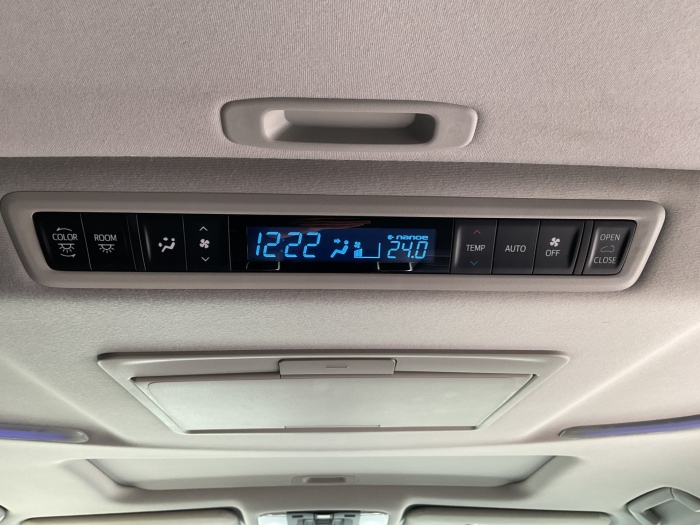 COLOR
ROOM
12:22
nanoe
24.0
TEMP
AUTO
OFF
OPEN
CLOSE